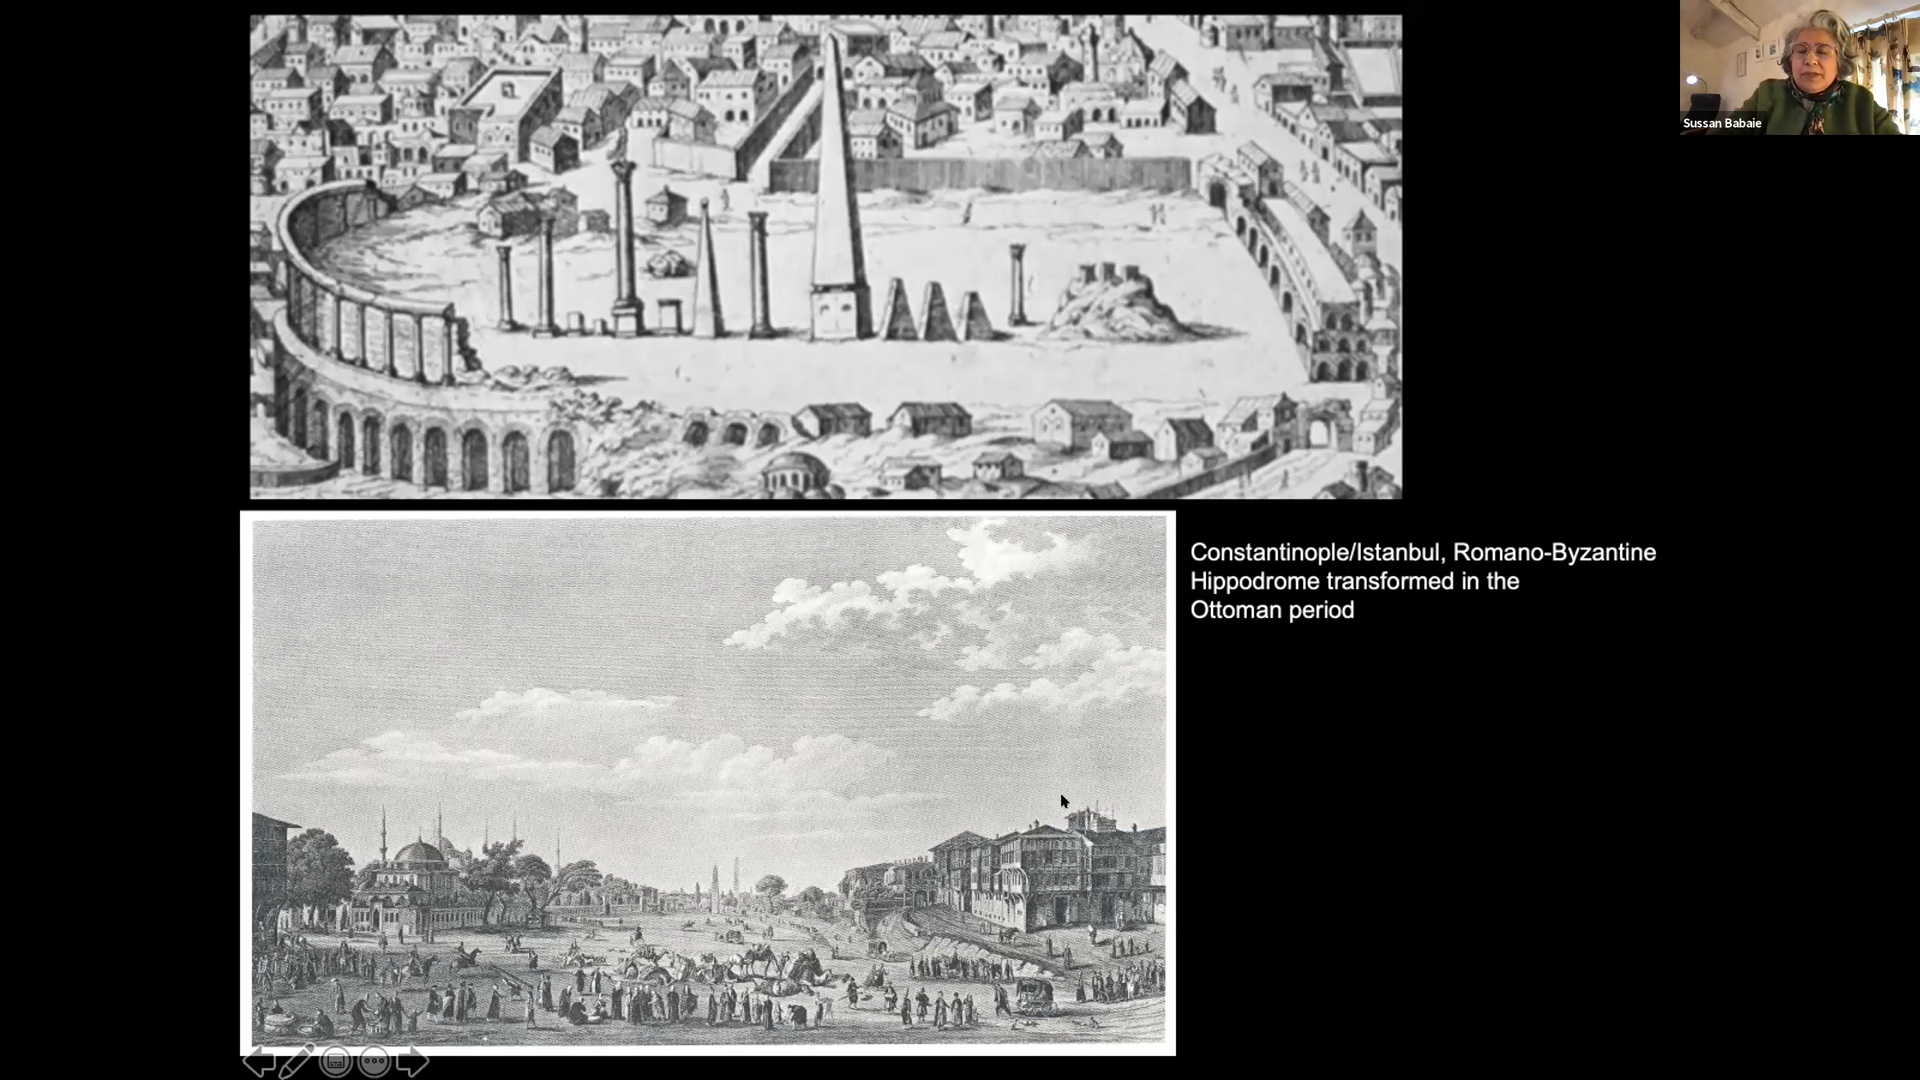 Sussan Babaie
Constantinople/Istanbul, Romano-Byzantine
Hippodrome transformed in the
Ottoman period